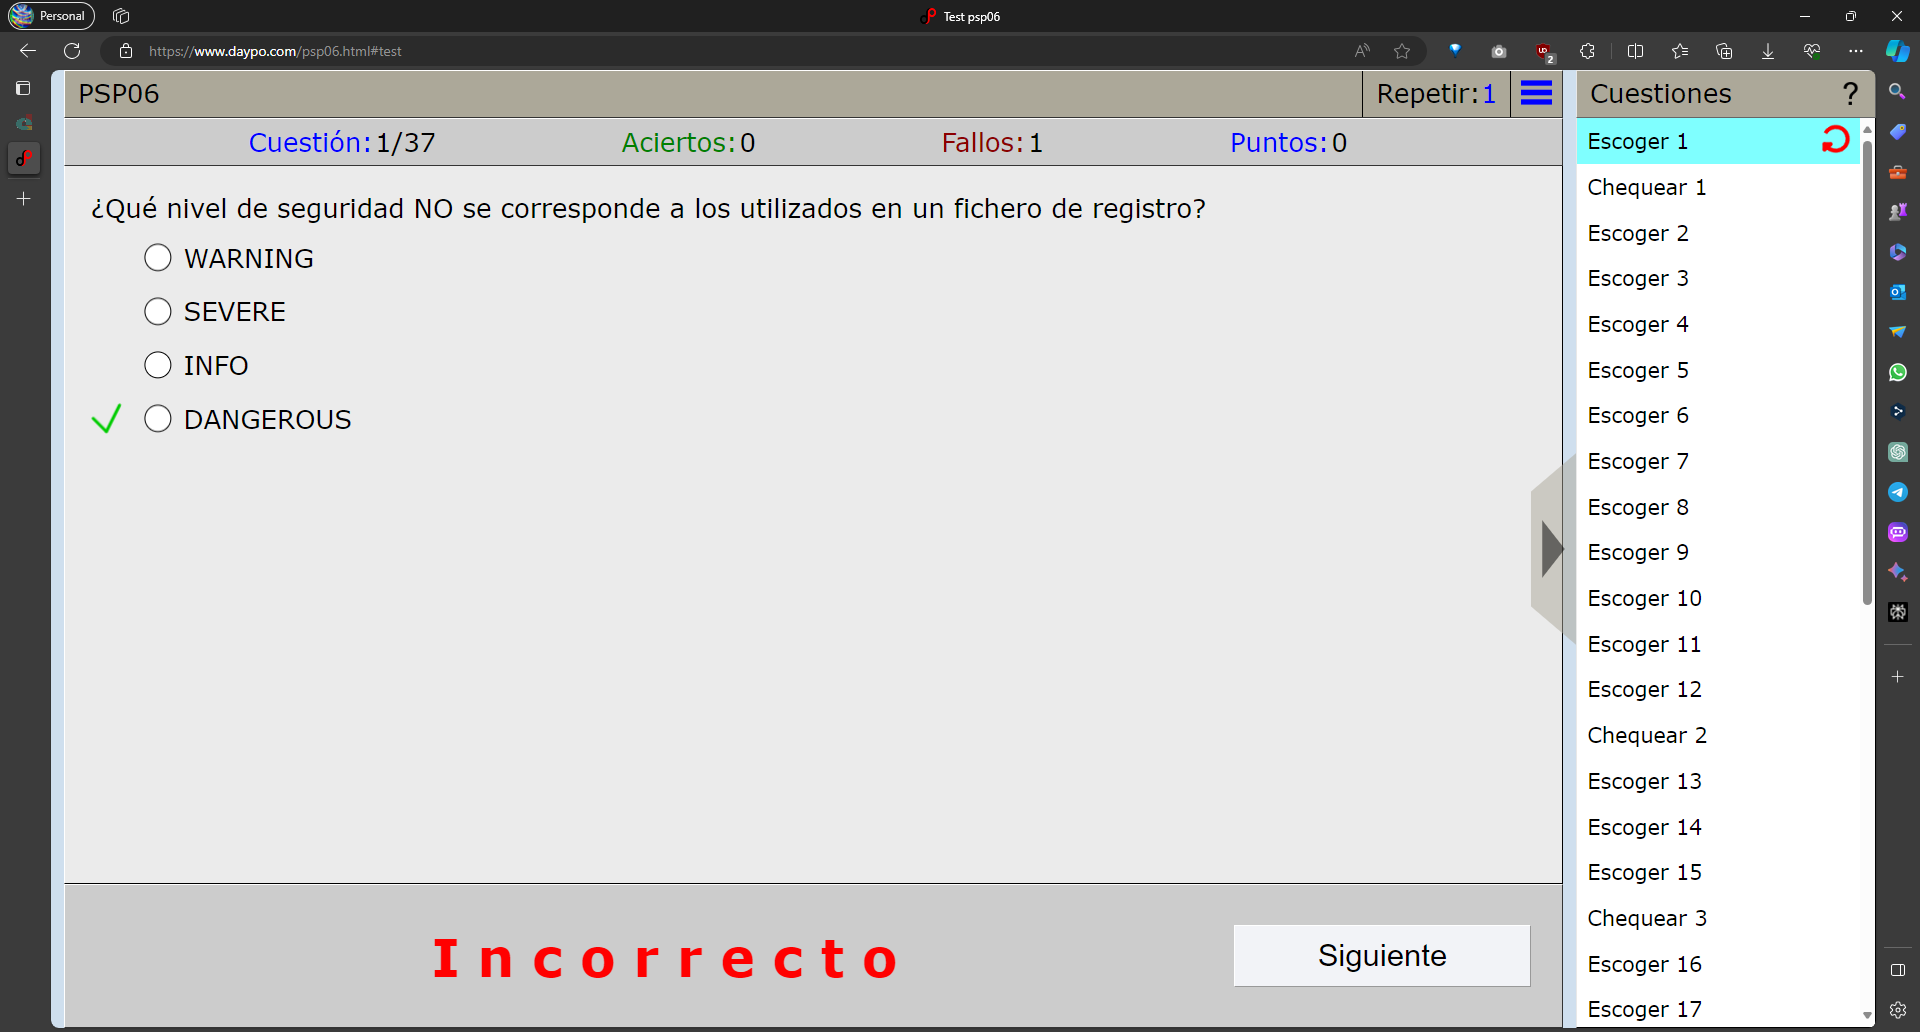 Personal
Test psp06
https://www.daypo.com/psp06.html#test
PSP06
Repetir:1
Cuestiones
?
Cuestión:1/37
Aciertos:0
Fallos:1
Puntos:0
¿Qué nivel de seguridad NO se corresponde a los utilizados en un fichero de registro?
WARNING
SEVERE
INFO
DANGEROUS
Incorrecto
Siguiente
Escoger 1
Chequear 1
Escoger 2
Escoger 3
Escoger 4
Escoger 5
Escoger 6
Escoger 7
Escoger 8
Escoger 9
Escoger 10
Escoger 11
Escoger 12
Chequear 2
Escoger 13
Escoger 14
Escoger 15
Chequear 3
Escoger 16
Escoger 17
2